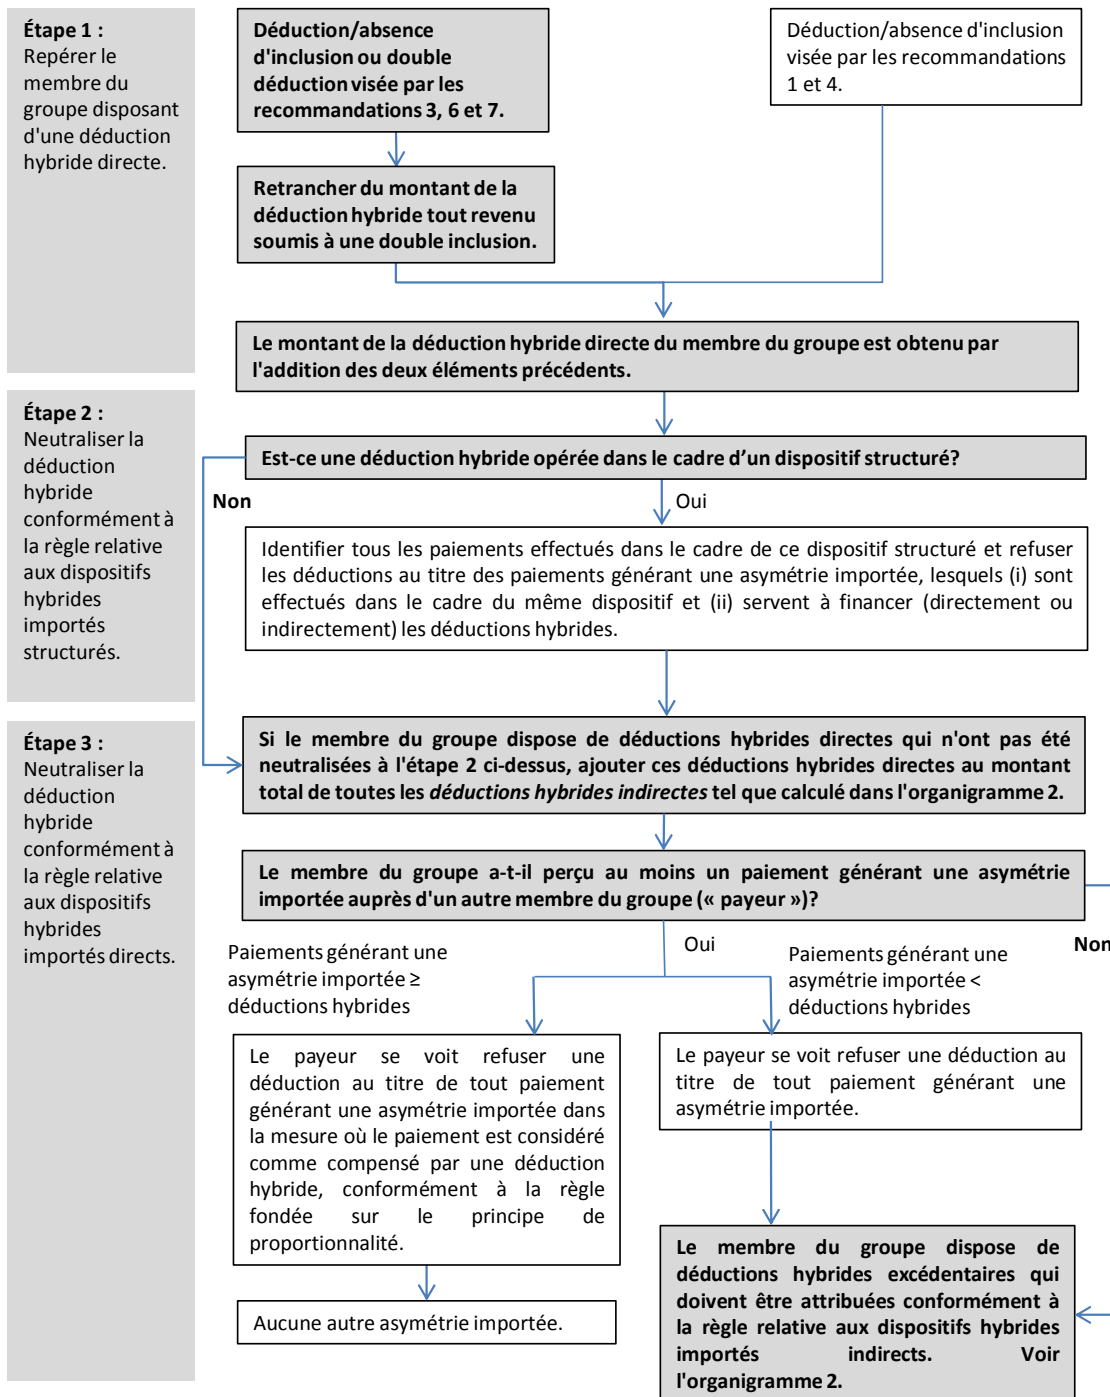 Étape 1 :
Repérer le
membre du
groupe disposant
d'une déduction
hybride directe.
Déduction/absence
d'inclusion ou double
déduction visée par les
recommandations 3, 6 et 7.
Déduction/absence d'inclusion
visée par les recommandations
1 et 4.
Retrancher du montant de la
déduction hybride tout revenu
soumis à une double inclusion.
Le montant de la déduction hybride directe du membre du groupe est obtenu par
l'addition des deux éléments précédents.
Étape 2 :
Neutraliser la
déduction
hybride
conformément à
la règle relative
aux dispositifs
hybrides
importés
structurés.
Est-ce une déduction hybride opérée dans le cadre d’un dispositif structuré?
Non
Oui
Identifier tous les paiements effectués dans le cadre de ce dispositif structuré et refuser
les déductions au titre des paiements générant une asymétrie importée, lesquels (i) sont
effectués dans le cadre du même dispositif et (ii) servent à financer (directement ou
indirectement) les déductions hybrides.
Étape 3 :
Neutraliser la
déduction
hybride
conformément à
la règle relative
aux dispositifs
hybrides
importés directs.
Si le membre du groupe dispose de déductions hybrides directes qui n'ont pas été
neutralisées à l'étape 2 ci-dessus, ajouter ces déductions hybrides directes au montant
total de toutes les déductions hybrides indirectes tel que calculé dans l'organigramme 2.
Le membre du groupe a-t-il perçu au moins un paiement générant une asymétrie
importée auprès d'un autre membre du groupe (« payeur »)?
Oui
Non
Paiements générant une
asymétrie importée ≥
déductions hybrides
Paiements générant une
asymétrie importée <
déductions hybrides
Le payeur se voit refuser une
déduction au titre de tout paiement
générant une asymétrie importée dans
la mesure où le paiement est considéré
comme compensé par une déduction
hybride, conformément à la règle
fondée sur le principe de
proportionnalité.
Le payeur se voit refuser une déduction au
titre de tout paiement générant une
asymétrie importée.
Aucune autre asymétrie importée.
Le membre du groupe dispose de
déductions hybrides excédentaires qui
doivent être attribuées conformément à
la règle relative aux dispositifs hybrides
importés indirects. Voir
l'organigramme 2.